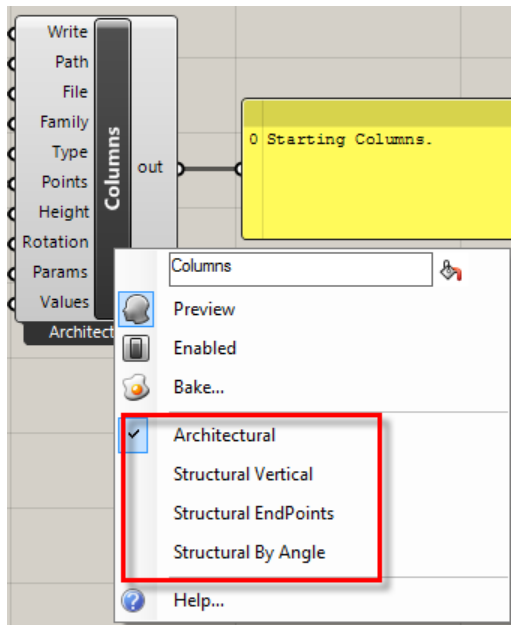 Write
Path
File
Family
Type
Points
Height
Rotation
Params
Values
Columns
out
Architect
0 Starting Columns.
Columns
Preview
Enabled
Bake...
Architectural
Structural Vertical
Structural EndPoints
Structural By Angle
Help...